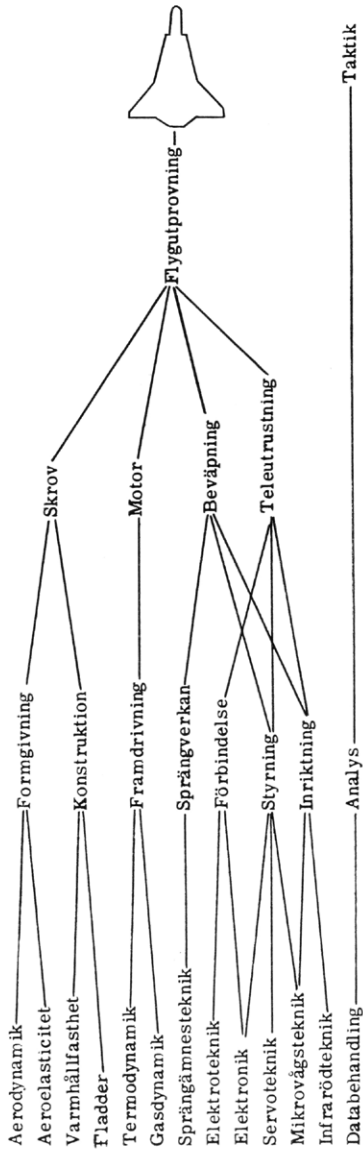 Aerodynamik
Aeroelasticitet
Varmhållfasthet
Fladder
Termodynamik
Gasdynamik
Sprängämnesteknik
Elektroteknik
Elektronik
Servoteknik
Mikrovågsteknik
Infrarödteknik
Databehandling
Formgivning
Konstruktion
Framdrivning
Sprängverkan
Förbindelse
Styrning
Inriktning
Analys
Skrov
Motor
Beväpning
Teleutrustning
Flygutprovning
Taktik